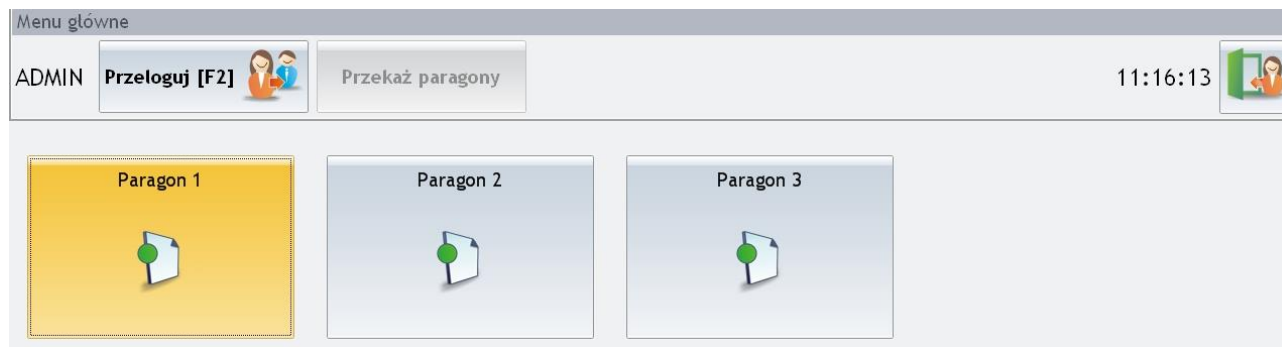 Menu główne
ADMIN Przeloguj [F2] Przekaż paragony 11:16:13
Paragon 1 Paragon 2 Paragon 3